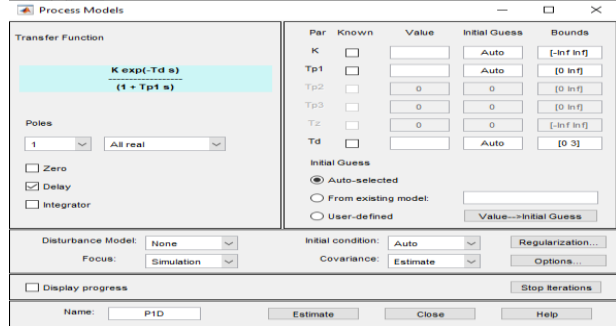 Process Models
Transfer Function
K exp(-Td s)
------------------
(1 + Tp1 s)
Poles
1 All real
Zero
Delay
Integrator
Par Known Value Initial Guess Bounds
K Auto [-Inf Inf]
Tp1 Auto [0 Inf]
Tp2 0 0 [0 Inf]
Tp3 0 0 [0 Inf]
Tz 0 0 [-Inf Inf]
Td Auto [0 3]
Initial Guess
Auto-selected
From existing model:
User-defined Value-->Initial Guess
Disturbance Model: None Initial condition: Auto Regularization...
Focus: Simulation Covariance: Estimate Options...
Display progress Stop Iterations
Name: P1D Estimate Close Help